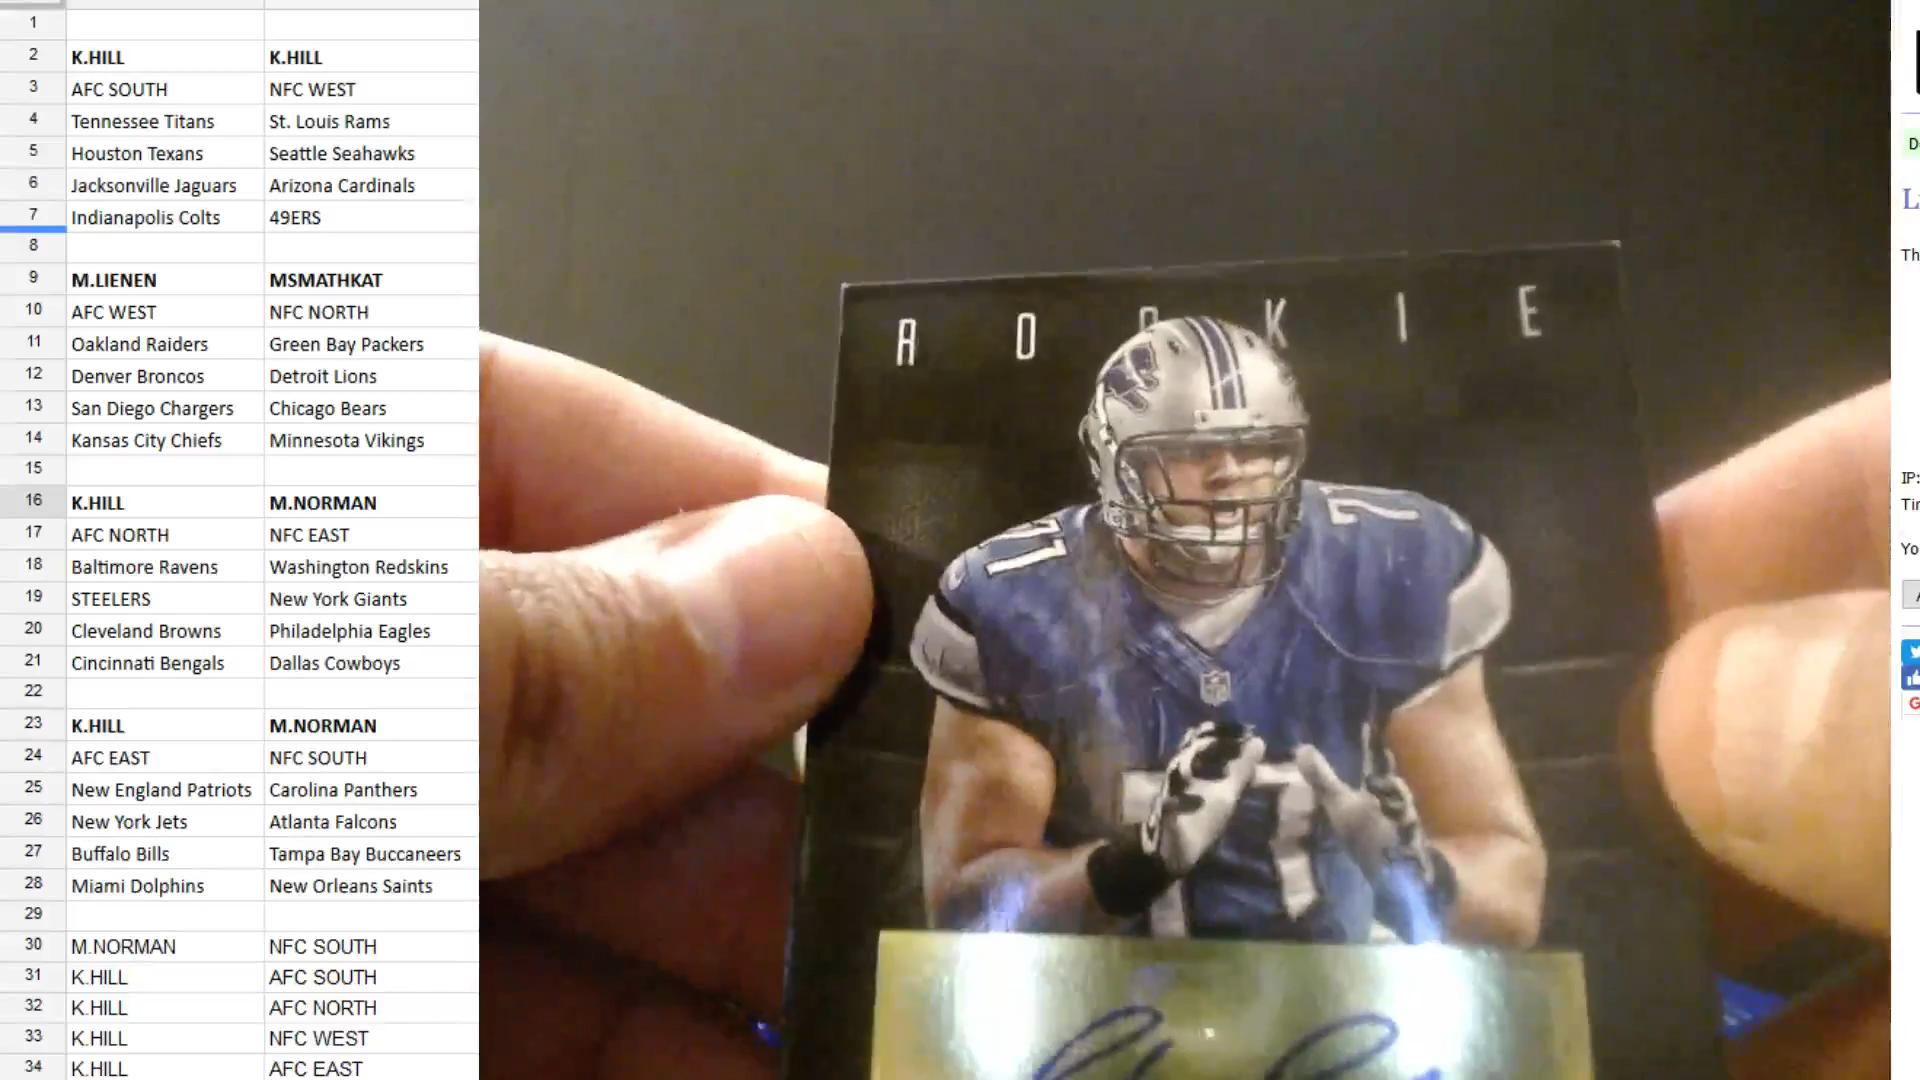 1
2 K.HILL K.HILL
3 AFC SOUTH NFC WEST
4 Tennessee Titans St. Louis Rams
5 Houston Texans Seattle Seahawks
6 Jacksonville Jaguars Arizona Cardinals
7 Indianapolis Colts 49ERS
8
9 M.LIENEN MSMATHKAT
10 AFC WEST NFC NORTH
11 Oakland Raiders Green Bay Packers
12 Denver Broncos Detroit Lions
13 San Diego Chargers Chicago Bears
14 Kansas City Chiefs Minnesota Vikings
15
16 K.HILL M.NORMAN
17 AFC NORTH NFC EAST
18 Baltimore Ravens Washington Redskins
19 STEELERS New York Giants
20 Cleveland Browns Philadelphia Eagles
21 Cincinnati Bengals Dallas Cowboys
22
23 K.HILL M.NORMAN
24 AFC EAST NFC SOUTH
25 New England Patriots Carolina Panthers
26 New York Jets Atlanta Falcons
27 Buffalo Bills Tampa Bay Buccaneers
28 Miami Dolphins New Orleans Saints
29
30 M.NORMAN NFC SOUTH
31 K.HILL AFC SOUTH
32 K.HILL AFC NORTH
33 K.HILL NFC WEST
34 K.HILL AFC EAST
ROOKIE
71
71
71
NFL
IP: